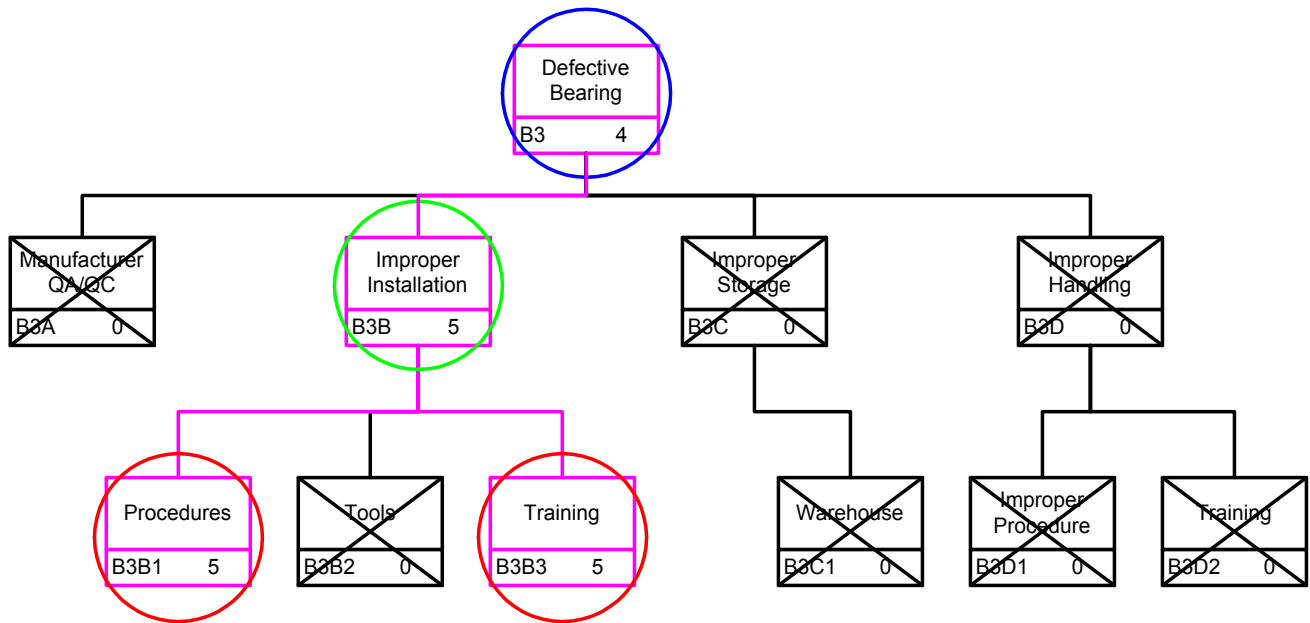 Defective
Bearing
B3 4
Manufacturer
QA/QC
B3A 0
Improper
Installation
B3B 5
Improper
Storage
B3C 0
Improper
Handling
B3D 0
Procedures
B3B1 5
Tools
B3B2 0
Training
B3B3 5
Warehouse
B3C1 0
Improper
Procedure
B3D1 0
Training
B3D2 0